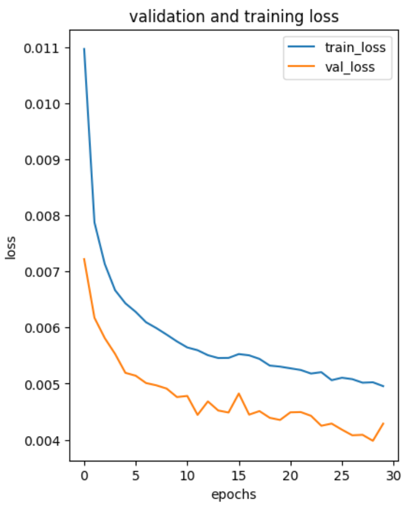 validation and training loss
train_loss
val_loss
0.011
0.010
0.009
0.008
0.007
0.006
0.005
0.004
loss
0 5 10 15 20 25 30
epochs